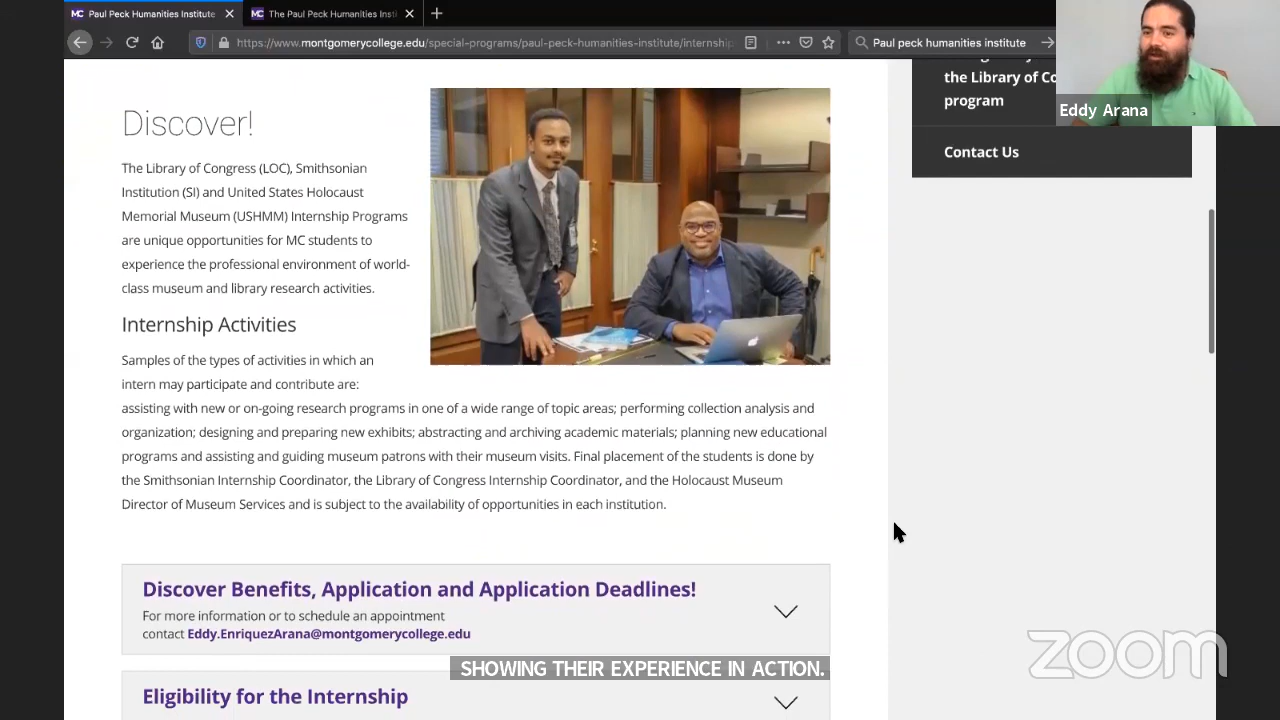 MC Paul Peck Humanities Institute
MC The Paul Peck Humanities Insti
https://www.montgomerycollege.edu/special-programs/paul-peck-humanities-institute/internship
Paul peck humanities institute
the Library of Co
program
Contact Us
Eddy Arana
Discover!
The Library of Congress (LOC), Smithsonian
Institution (SI) and United States Holocaust
Memorial Museum (USHMM) Internship Programs
are unique opportunities for MC students to
experience the professional environment of world-
class museum and library research activities.
Internship Activities
Samples of the types of activities in which an
intern may participate and contribute are:
assisting with new or on-going research programs in one of a wide range of topic areas; performing collection analysis and
organization; designing and preparing new exhibits; abstracting and archiving academic materials; planning new educational
programs and assisting and guiding museum patrons with their museum visits. Final placement of the students is done by
the Smithsonian Internship Coordinator, the Library of Congress Internship Coordinator, and the Holocaust Museum
Director of Museum Services and is subject to the availability of opportunities in each institution.
Discover Benefits, Application and Application Deadlines!
For more information or to schedule an appointment
contact Eddy.EnriquezArana@montgomerycollege.edu
SHOWING THEIR EXPERIENCE IN ACTION.
Eligibility for the Internship
zoom